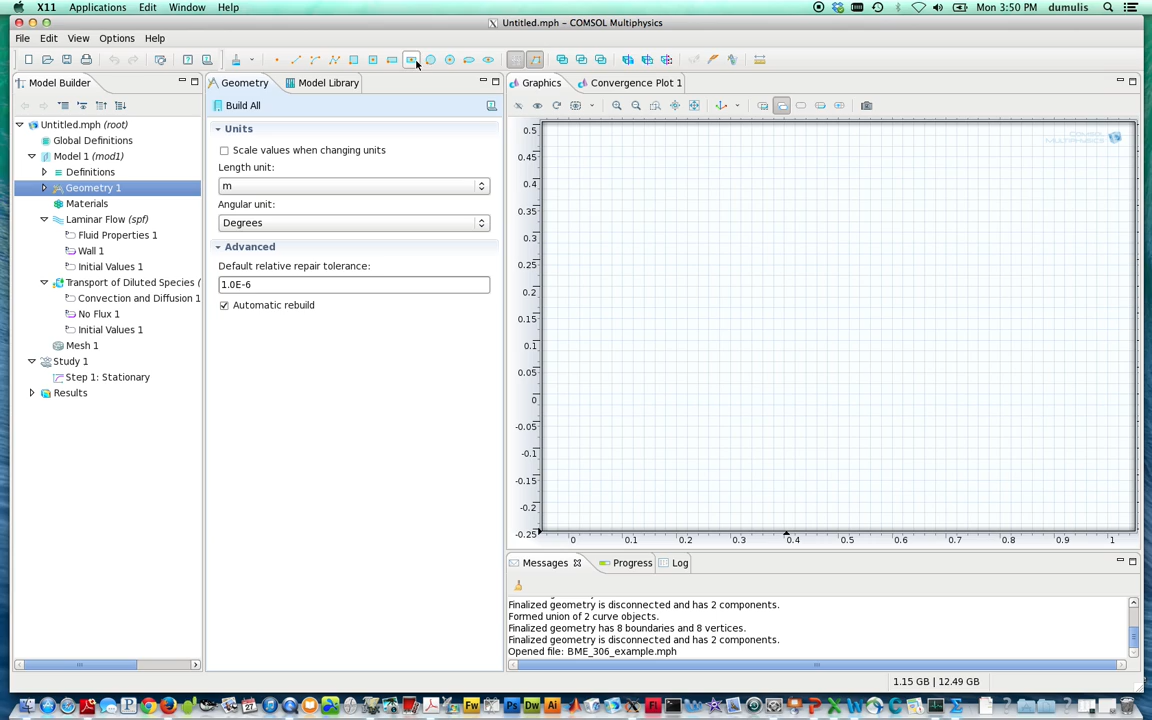 X11 Applications Edit Window Help Mon 3:50 PM dumulis
Untitled.mph – COMSOL Multiphysics
File Edit View Options Help
Model Builder
Geometry Model Library
Graphics Convergence Plot 1
Build All
Untitled.mph (root)
Global Definitions
Model 1 (mod1)
Definitions
Geometry 1
Materials
Laminar Flow (spf)
Fluid Properties 1
Wall 1
Initial Values 1
Transport of Diluted Species (
Convection and Diffusion 1
No Flux 1
Initial Values 1
Mesh 1
Study 1
Step 1: Stationary
Results
Units
Scale values when changing units
Length unit:
m
Angular unit:
Degrees
Advanced
Default relative repair tolerance:
1.0E-6
Automatic rebuild
COMSOL
MULTIPHYSICS
0.5
0.45
0.4
0.35
0.3
0.25
0.2
0.15
0.1
0.05
0
-0.05
-0.1
-0.15
-0.2
-0.25
0 0.1 0.2 0.3 0.4 0.5 0.6 0.7 0.8 0.9 1
Messages Progress Log
Finalized geometry is disconnected and has 2 components.
Formed union of 2 curve objects.
Finalized geometry has 8 boundaries and 8 vertices.
Finalized geometry is disconnected and has 2 components.
Opened file: BME_306_example.mph
1.15 GB | 12.49 GB
Fw Ps Dw Ai Fl